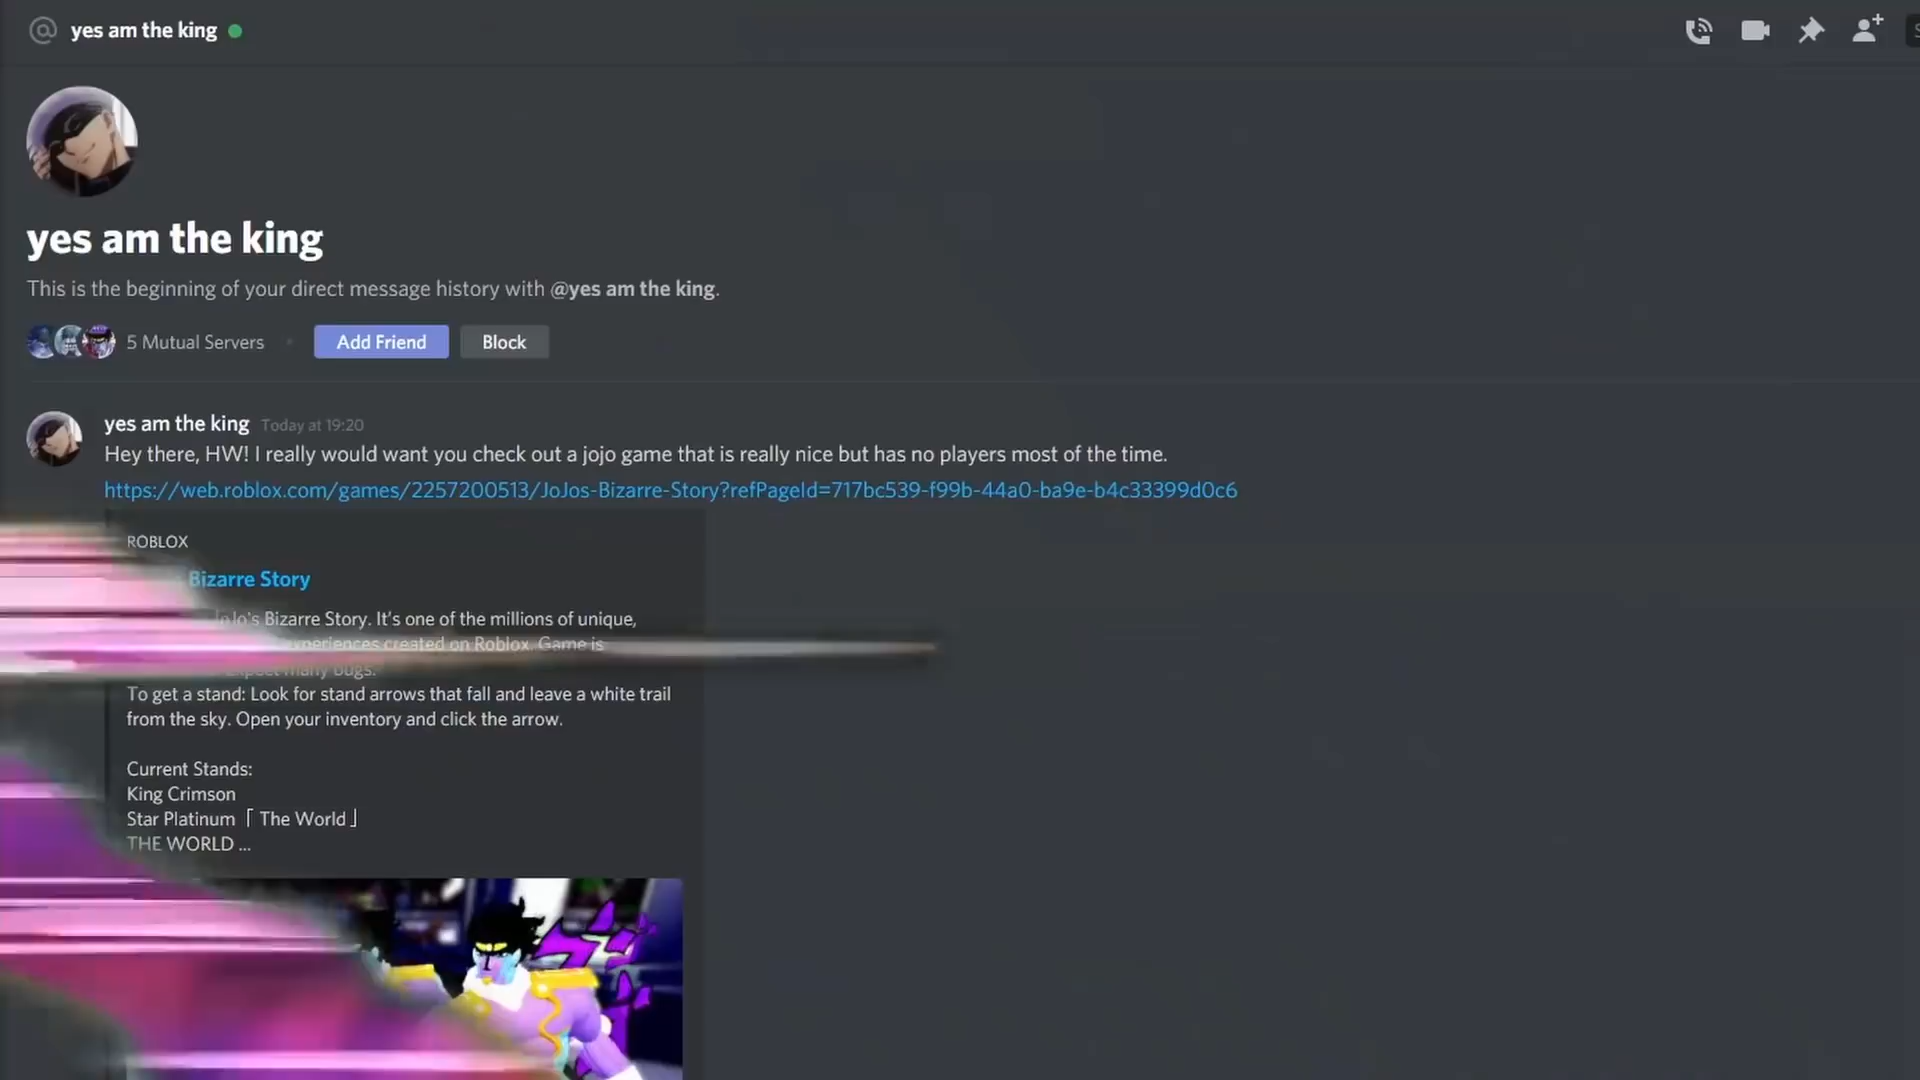 yes am the king
yes am the king
This is the beginning of your direct message history with @yes am the king.
5 Mutual Servers
Add Friend
Block
yes am the king Today at 19:20
Hey there, HW! I really would want you check out a jojo game that is really nice but has no players most of the time.
https://web.roblox.com/games/2257200513/JoJos-Bizarre-Story?refPageId=717bc539-f99b-44a0-ba9e-b4c33399d0c6
ROBLOX
Bizarre Story
JoJo's Bizarre Story. It's one of the millions of unique,
experiences created on Roblox. Game is
expect many bugs.
To get a stand: Look for stand arrows that fall and leave a white trail
from the sky. Open your inventory and click the arrow.
Current Stands:
King Crimson
Star Platinum「The World」
THE WORLD ...